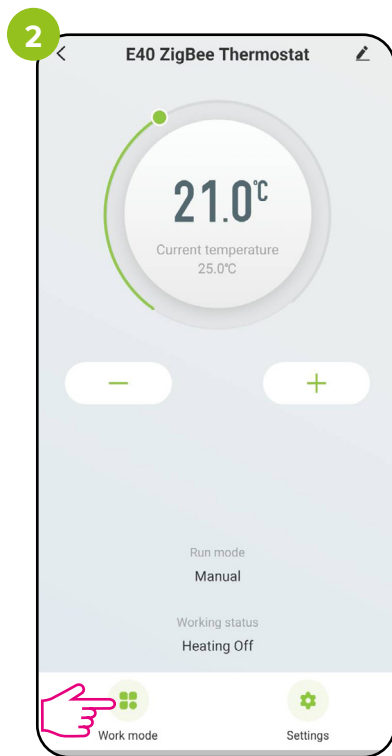 2
E40 ZigBee Thermostat
21.0℃
Current temperature
25.0℃
Run mode
Manual
Working status
Heating Off
Work mode
Settings